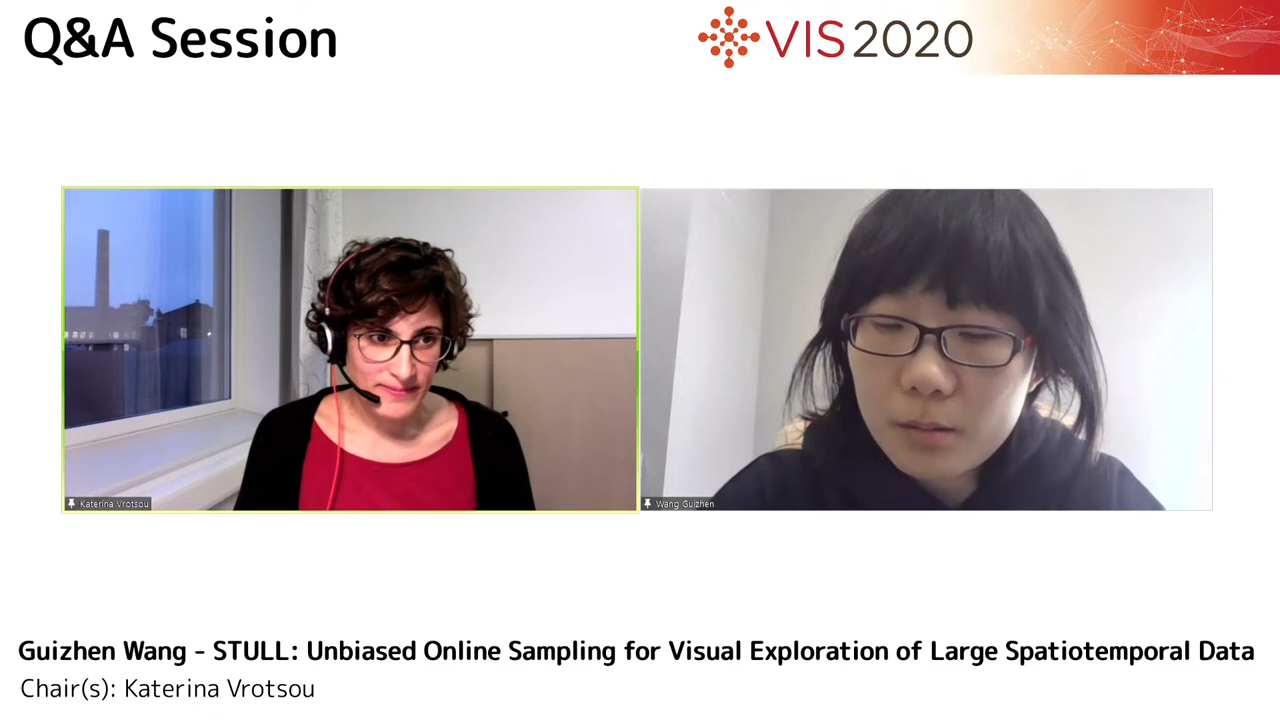 Q&A Session
VIS2020
Katerina Vrotsou
Wang Guizhen
Guizhen Wang - STULL: Unbiased Online Sampling for Visual Exploration of Large Spatiotemporal Data
Chair(s): Katerina Vrotsou